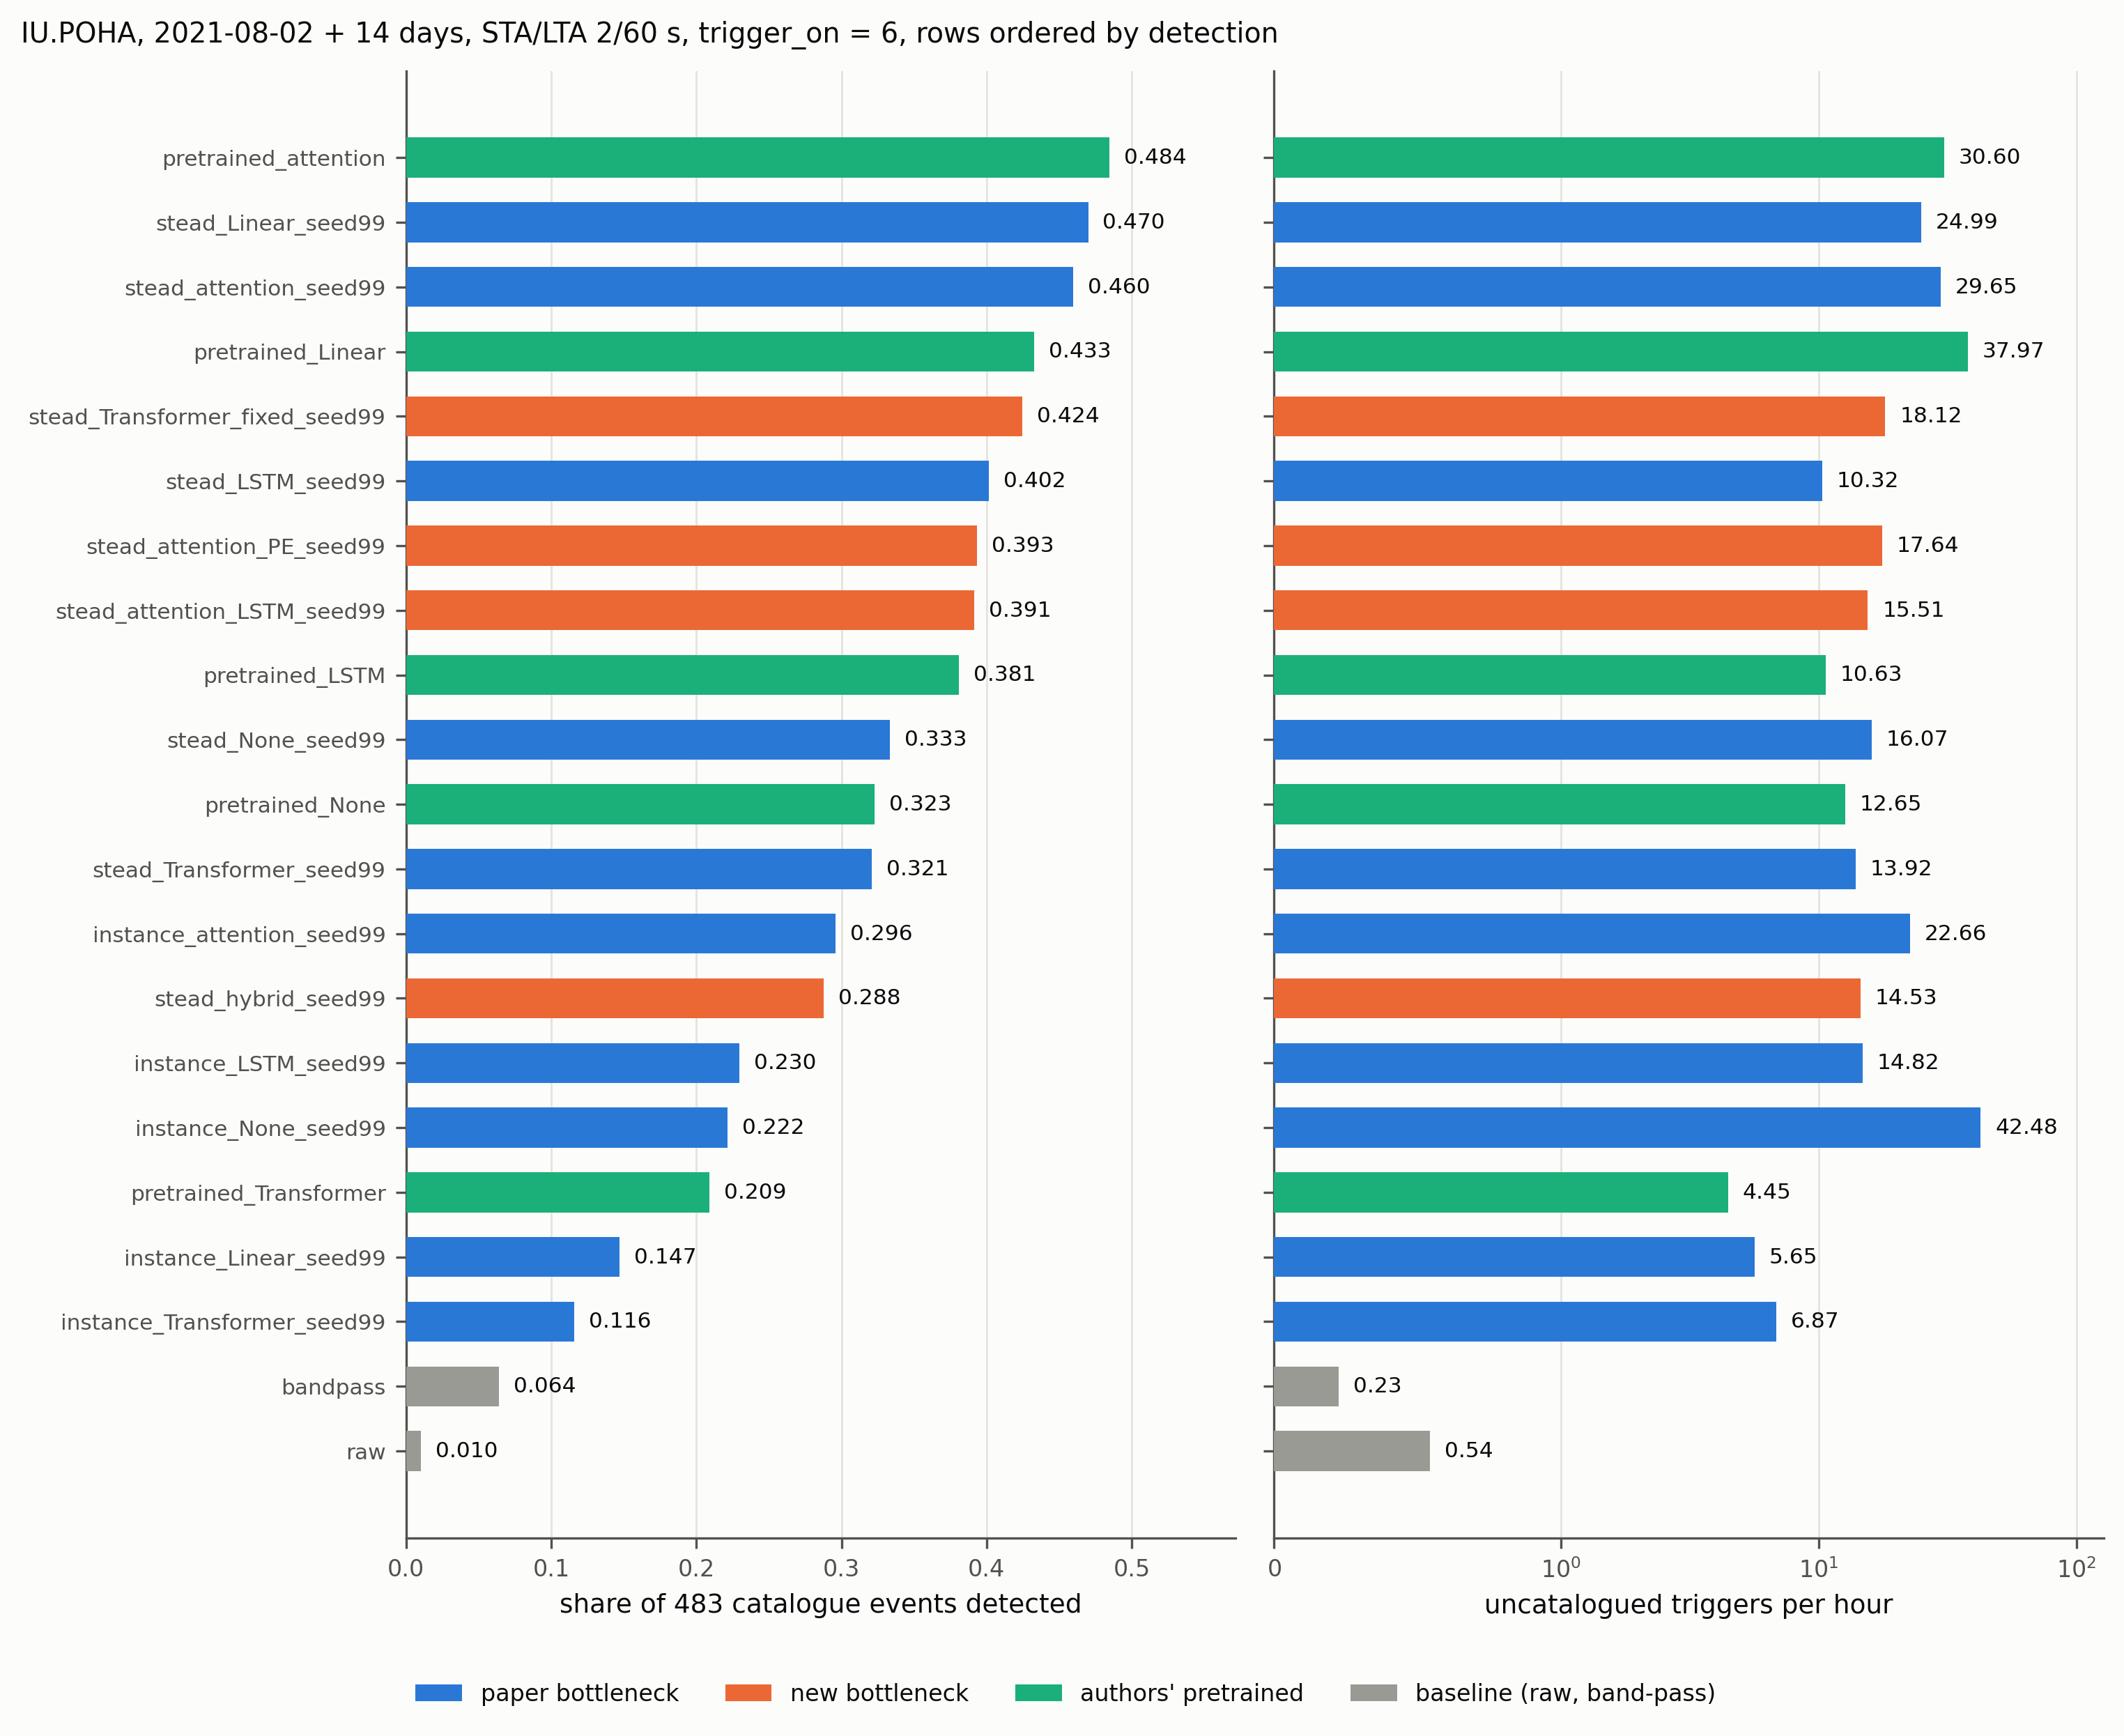 IU.POHA, 2021-08-02 + 14 days, STA/LTA 2/60 s, trigger_on = 6, rows ordered by detection
pretrained_attention 0.484 30.60
stead_Linear_seed99 0.470 24.99
stead_attention_seed99 0.460 29.65
pretrained_Linear 0.433 37.97
stead_Transformer_fixed_seed99 0.424 18.12
stead_LSTM_seed99 0.402 10.32
stead_attention_PE_seed99 0.393 17.64
stead_attention_LSTM_seed99 0.391 15.51
pretrained_LSTM 0.381 10.63
stead_None_seed99 0.333 16.07
pretrained_None 0.323 12.65
stead_Transformer_seed99 0.321 13.92
instance_attention_seed99 0.296 22.66
stead_hybrid_seed99 0.288 14.53
instance_LSTM_seed99 0.230 14.82
instance_None_seed99 0.222 42.48
pretrained_Transformer 0.209 4.45
instance_Linear_seed99 0.147 5.65
instance_Transformer_seed99 0.116 6.87
bandpass 0.064 0.23
raw 0.010 0.54
0.0 0.1 0.2 0.3 0.4 0.5 0 10⁰ 10¹ 10²
share of 483 catalogue events detected uncatalogued triggers per hour
paper bottleneck new bottleneck authors' pretrained baseline (raw, band-pass)